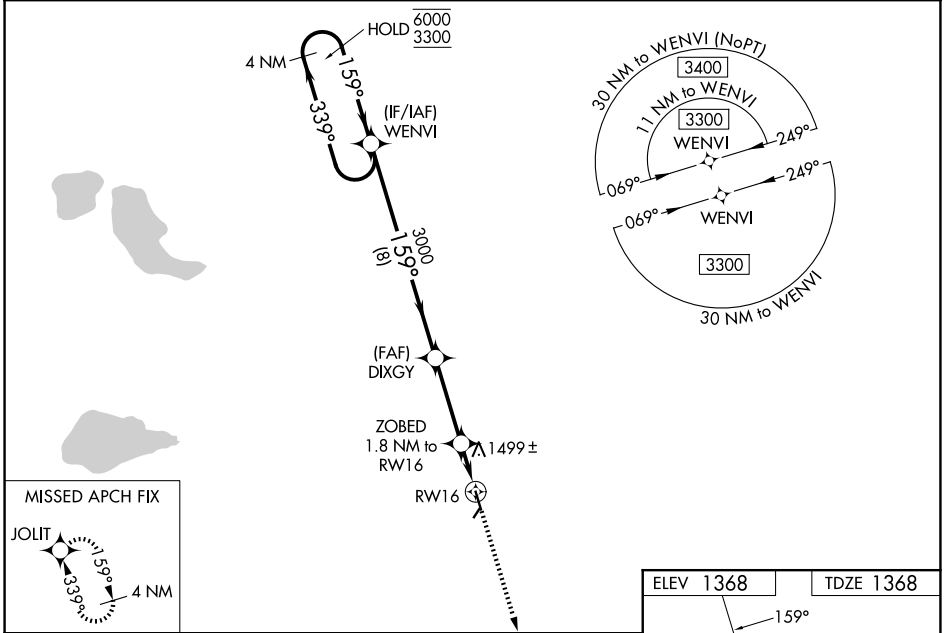 HOLD 6000
3300
4 NM
159°
339°
(IF/IAF)
WENVI
3000
159°
(8)
(FAF)
DIXGY
ZOBED
1.8 NM to
RW16
1499±
RW16
30 NM to WENVI (NoPT)
3400
11 NM to WENVI
3300
WENVI
249°
069°
249°
069°
WENVI
3300
30 NM to WENVI
MISSED APCH FIX
JOLIT
159°
339°
4 NM
ELEV 1368
TDZE 1368
159°